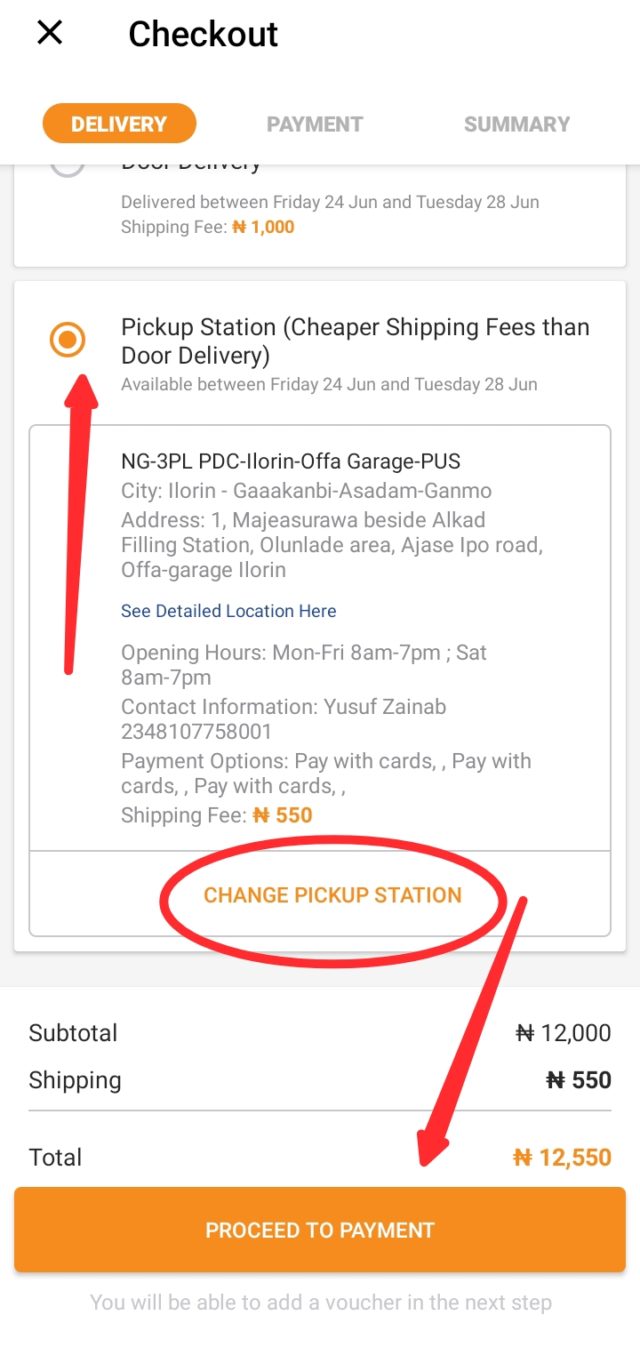 Checkout
DELIVERY
PAYMENT
SUMMARY
Door Delivery
Delivered between Friday 24 Jun and Tuesday 28 Jun
Shipping Fee: ₦ 1,000
Pickup Station (Cheaper Shipping Fees than
Door Delivery)
Available between Friday 24 Jun and Tuesday 28 Jun
NG-3PL PDC-Ilorin-Offa Garage-PUS
City: Ilorin - Gaaakanbi-Asadam-Ganmo
Address: 1, Majeasurawa beside Alkad
Filling Station, Olunlade area, Ajase Ipo road,
Offa-garage Ilorin
See Detailed Location Here
Opening Hours: Mon-Fri 8am-7pm ; Sat
8am-7pm
Contact Information: Yusuf Zainab
2348107758001
Payment Options: Pay with cards, , Pay with
cards, , Pay with cards, ,
Shipping Fee: ₦ 550
CHANGE PICKUP STATION
Subtotal ₦ 12,000
Shipping ₦ 550
Total ₦ 12,550
PROCEED TO PAYMENT
You will be able to add a voucher in the next step